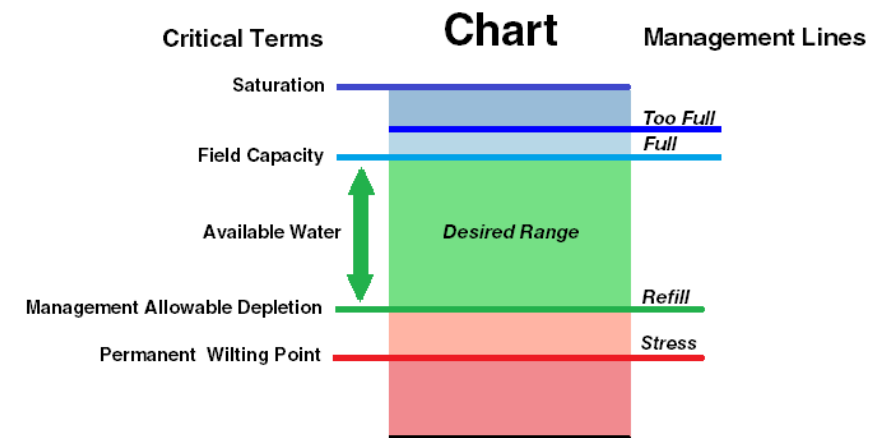 Critical Terms
Chart
Management Lines
Saturation
Too Full
Full
Field Capacity
Available Water
Desired Range
Refill
Management Allowable Depletion
Stress
Permanent Wilting Point